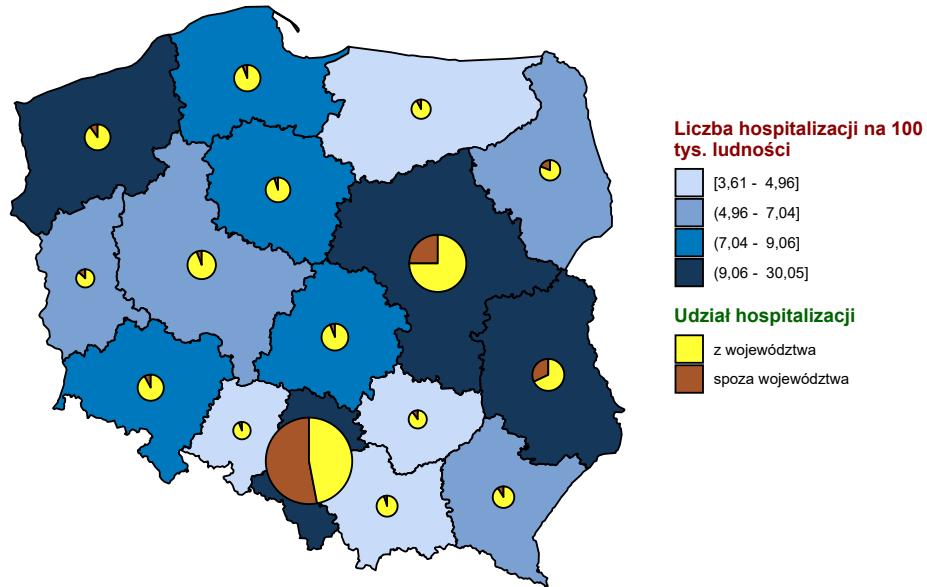 Liczba hospitalizacji na 100
tys. ludności
[3,61 - 4,96]
(4,96 - 7,04]
(7,04 - 9,06]
(9,06 - 30,05]
Udział hospitalizacji
z województwa
spoza województwa